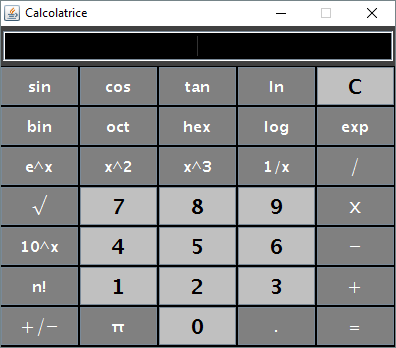 Calcolatrice
sin cos tan ln C
bin oct hex log exp
e^x x^2 x^3 1/x /
√ 7 8 9 x
10^x 4 5 6 -
n! 1 2 3 +
+/- π 0 . =